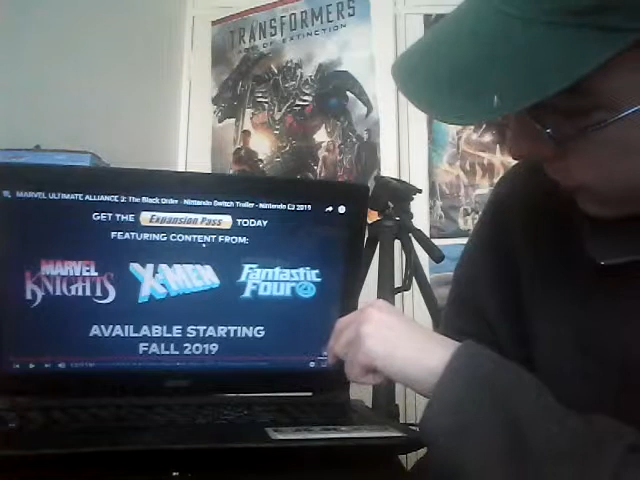 TRANSFORMERS
AGE OF EXTINCTION
MARVEL ULTIMATE ALLIANCE 3: The Black Order - Nintendo Switch Trailer - Nintendo E3 2019
GET THE Expansion Pass TODAY
FEATURING CONTENT FROM:
MARVEL KNIGHTS
X-MEN
FANTASTIC FOUR
AVAILABLE STARTING
FALL 2019
acer